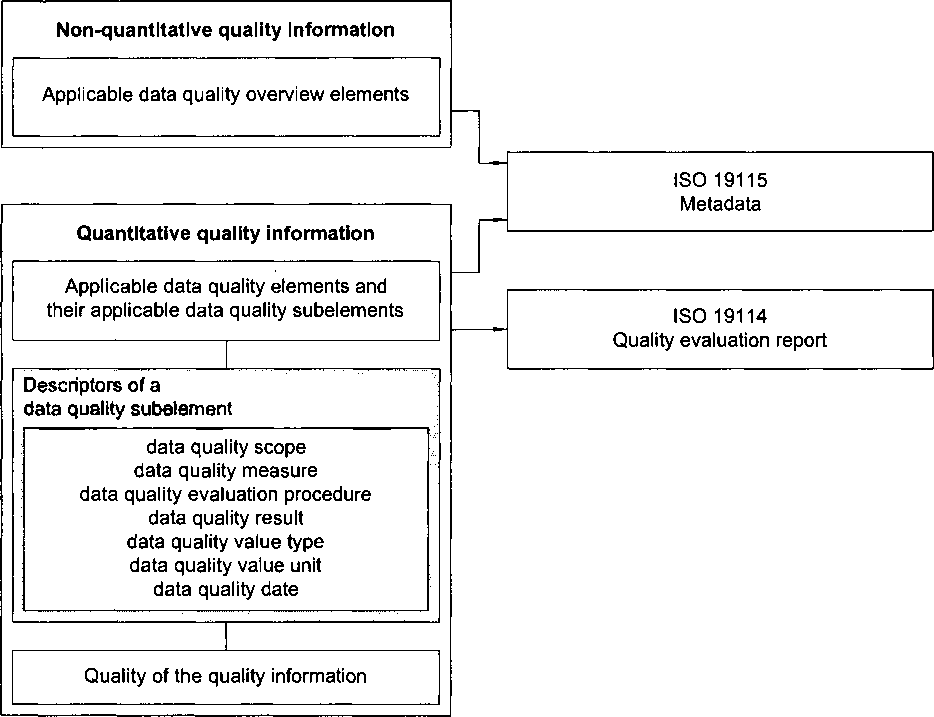 Non-quantitative quality information
Applicable data quality overview elements
ISO 19115
Metadata
Quantitative quality information
Applicable data quality elements and
their applicable data quality subelements
ISO 19114
Quality evaluation report
Descriptors of a
data quality subelement
data quality scope
data quality measure
data quality evaluation procedure
data quality result
data quality value type
data quality value unit
data quality date
Quality of the quality information